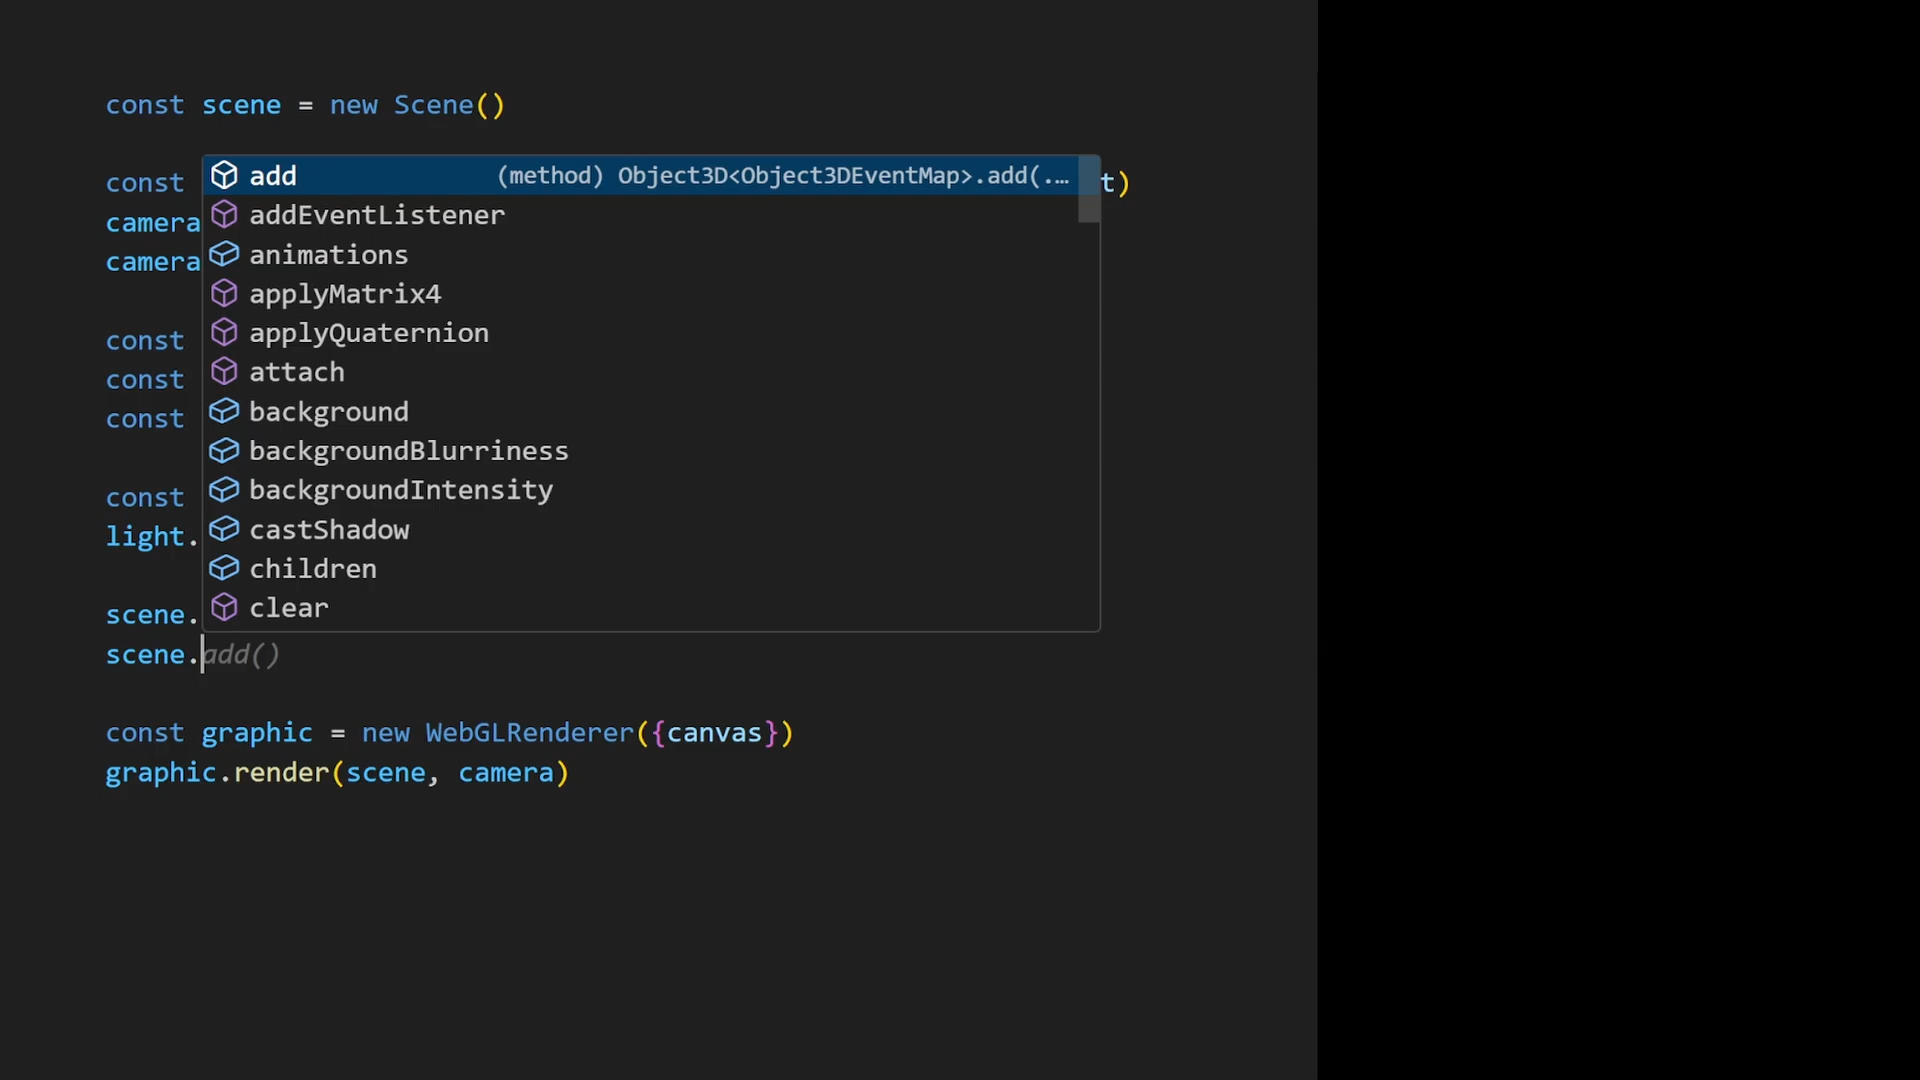 const scene = new Scene()
add (method) Object3D<Object3DEventMap>.add(.…
const t)
addEventListener
camera
animations
camera
applyMatrix4
applyQuaternion
const
attach
const
background
const
backgroundBlurriness
backgroundIntensity
const
castShadow
light.
children
clear
scene.
scene.add()
const graphic = new WebGLRenderer({canvas})
graphic.render(scene, camera)